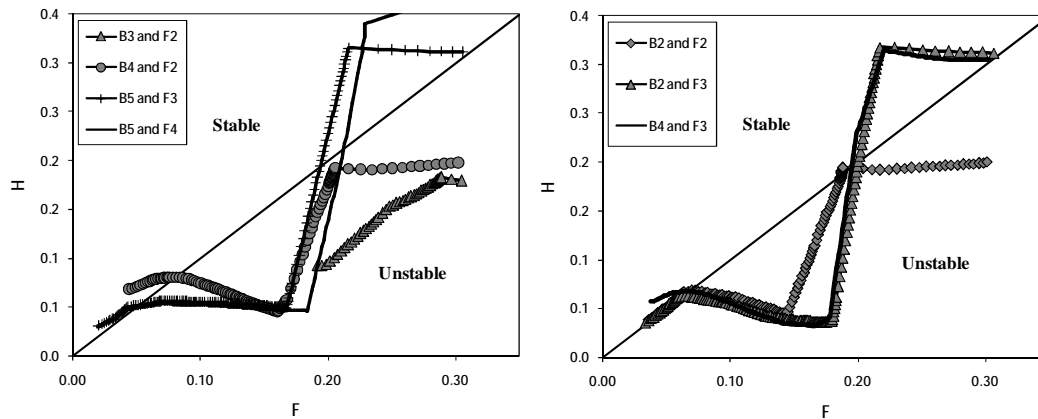 0.4
0.3
0.3
0.2
0.2
0.1
0.1
0.0
H
B3 and F2
B4 and F2
B5 and F3
B5 and F4
Stable
Unstable
0.00
0.10
0.20
0.30
F
0.4
0.3
0.3
0.2
0.2
0.1
0.1
0.0
H
B2 and F2
B2 and F3
B4 and F3
Stable
Unstable
0.00
0.10
0.20
0.30
F